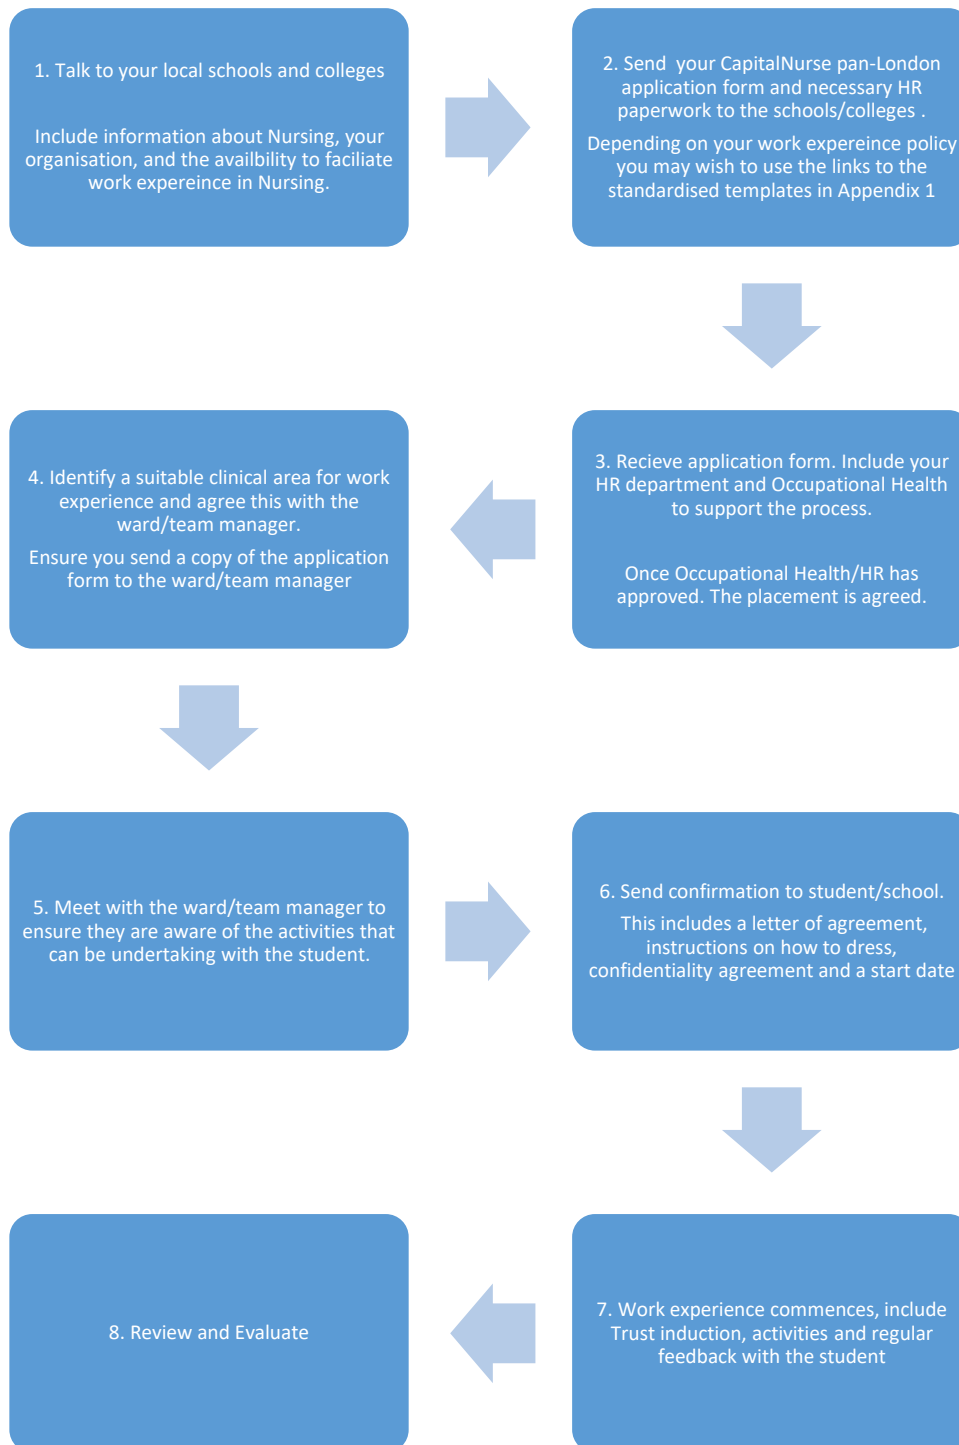 1. Talk to your local schools and colleges
Include information about Nursing, your
organisation, and the availbility to faciliate
work expereince in Nursing.
2. Send  your CapitalNurse pan-London
application form and necessary HR
paperwork to the schools/colleges .
Depending on your work expereince policy
you may wish to use the links to the
standardised templates in Appendix 1
3. Recieve application form. Include your
HR department and Occupational Health
to support the process.
Once Occupational Health/HR has
approved. The placement is agreed.
4. Identify a suitable clinical area for work
experience and agree this with the
ward/team manager.
Ensure you send a copy of the application
form to the ward/team manager
5. Meet with the ward/team manager to
ensure they are aware of the activities that
can be undertaking with the student.
6. Send confirmation to student/school.
This includes a letter of agreement,
instructions on how to dress,
confidentiality agreement and a start date
7. Work experience commences, include
Trust induction, activities and regular
feedback with the student
8. Review and Evaluate